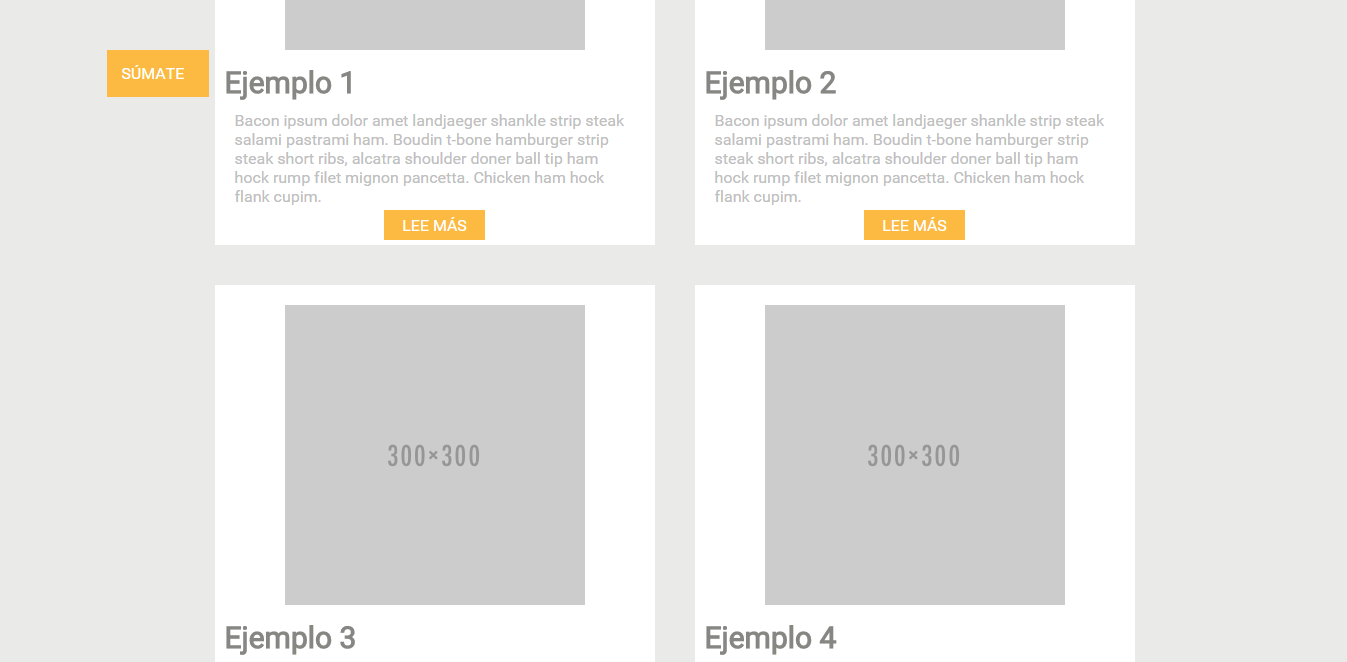 SÚMATE
Ejemplo 1
Bacon ipsum dolor amet landjaeger shankle strip steak
salami pastrami ham. Boudin t-bone hamburger strip
steak short ribs, alcatra shoulder doner ball tip ham
hock rump filet mignon pancetta. Chicken ham hock
flank cupim.
LEE MÁS
Ejemplo 2
Bacon ipsum dolor amet landjaeger shankle strip steak
salami pastrami ham. Boudin t-bone hamburger strip
steak short ribs, alcatra shoulder doner ball tip ham
hock rump filet mignon pancetta. Chicken ham hock
flank cupim.
LEE MÁS
300×300
Ejemplo 3
300×300
Ejemplo 4